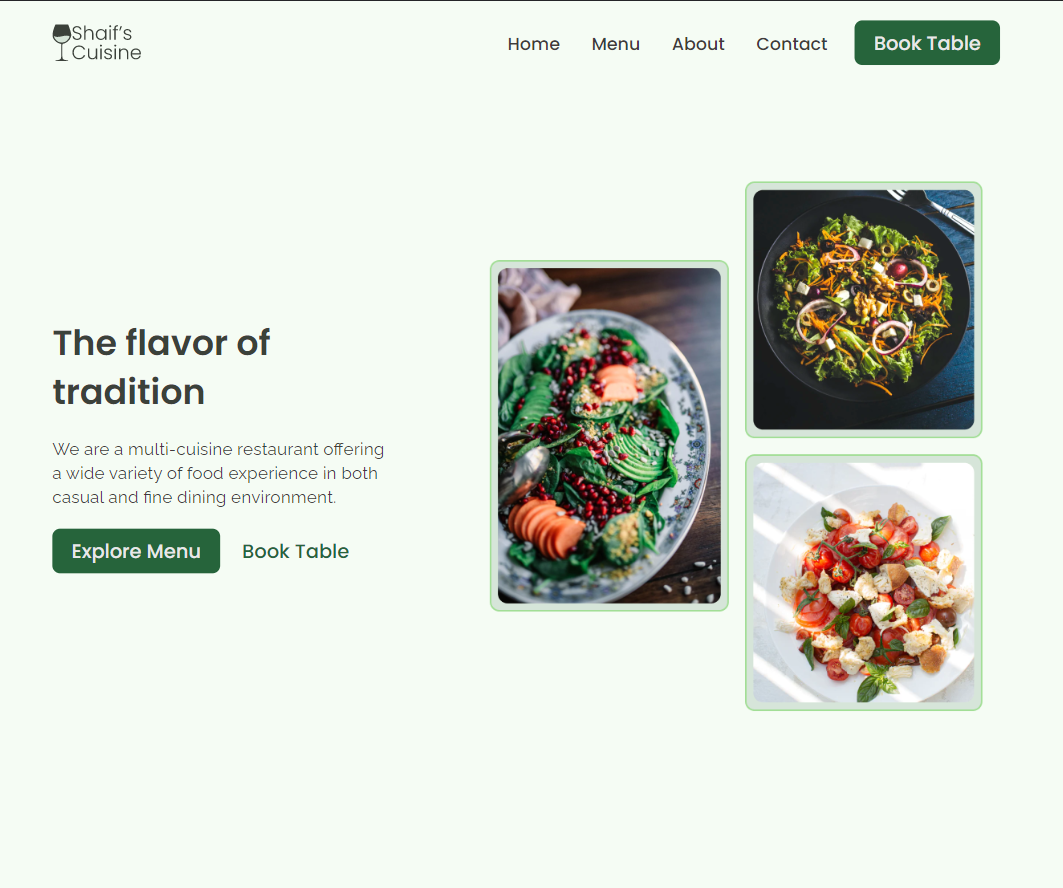 Shaif's
Cuisine
Home Menu About Contact Book Table
The flavor of
tradition
We are a multi-cuisine restaurant offering
a wide variety of food experience in both
casual and fine dining environment.
Explore Menu Book Table